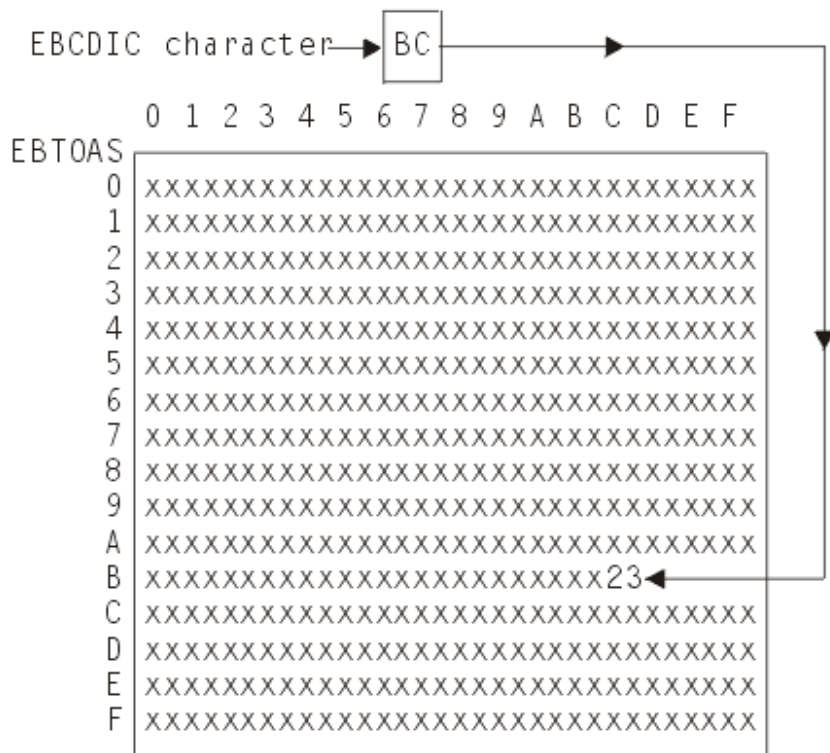 EBCDIC character BC
0 1 2 3 4 5 6 7 8 9 A B C D E F
EBTOAS
0 xxxxxxxxxxxxxxxxxxxxxxxxxxxxxxxx
1 xxxxxxxxxxxxxxxxxxxxxxxxxxxxxxxx
2 xxxxxxxxxxxxxxxxxxxxxxxxxxxxxxxx
3 xxxxxxxxxxxxxxxxxxxxxxxxxxxxxxxx
4 xxxxxxxxxxxxxxxxxxxxxxxxxxxxxxxx
5 xxxxxxxxxxxxxxxxxxxxxxxxxxxxxxxx
6 xxxxxxxxxxxxxxxxxxxxxxxxxxxxxxxx
7 xxxxxxxxxxxxxxxxxxxxxxxxxxxxxxxx
8 xxxxxxxxxxxxxxxxxxxxxxxxxxxxxxxx
9 xxxxxxxxxxxxxxxxxxxxxxxxxxxxxxxx
A xxxxxxxxxxxxxxxxxxxxxxxxxxxxxxxx
B xxxxxxxxxxxxxxxxxxxxxxxx23
C xxxxxxxxxxxxxxxxxxxxxxxxxxxxxxxx
D xxxxxxxxxxxxxxxxxxxxxxxxxxxxxxxx
E xxxxxxxxxxxxxxxxxxxxxxxxxxxxxxxx
F xxxxxxxxxxxxxxxxxxxxxxxxxxxxxxxx